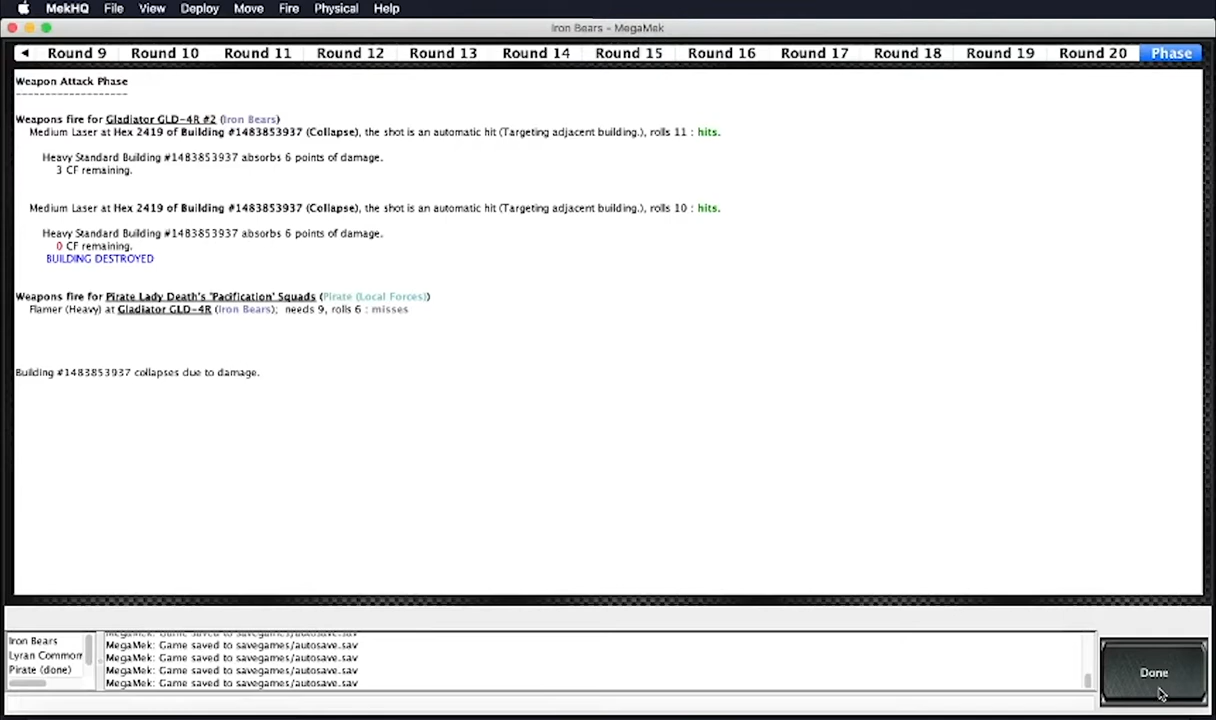 MekHQ File View Deploy Move Fire Physical Help
Iron Bears - MegaMek
Round 9 Round 10 Round 11 Round 12 Round 13 Round 14 Round 15 Round 16 Round 17 Round 18 Round 19 Round 20 Phase
Weapon Attack Phase
--------------------
Weapons fire for Gladiator GLD-4R #2 (Iron Bears)
Medium Laser at Hex 2419 of Building #1483853937 (Collapse), the shot is an automatic hit (Targeting adjacent building.), rolls 11 : hits.
Heavy Standard Building #1483853937 absorbs 6 points of damage.
3 CF remaining.
Medium Laser at Hex 2419 of Building #1483853937 (Collapse), the shot is an automatic hit (Targeting adjacent building.), rolls 10 : hits.
Heavy Standard Building #1483853937 absorbs 6 points of damage.
0 CF remaining.
BUILDING DESTROYED
Weapons fire for Pirate Lady Death's 'Pacification' Squads (Pirate (Local Forces))
Flamer (Heavy) at Gladiator GLD-4R (Iron Bears); needs 9, rolls 6 : misses
Building #1483853937 collapses due to damage.
Iron Bears
Lyran Common
Pirate (done)
MegaMek: Game saved to savegames/autosave.sav
MegaMek: Game saved to savegames/autosave.sav
MegaMek: Game saved to savegames/autosave.sav
MegaMek: Game saved to savegames/autosave.sav
MegaMek: Game saved to savegames/autosave.sav
Done